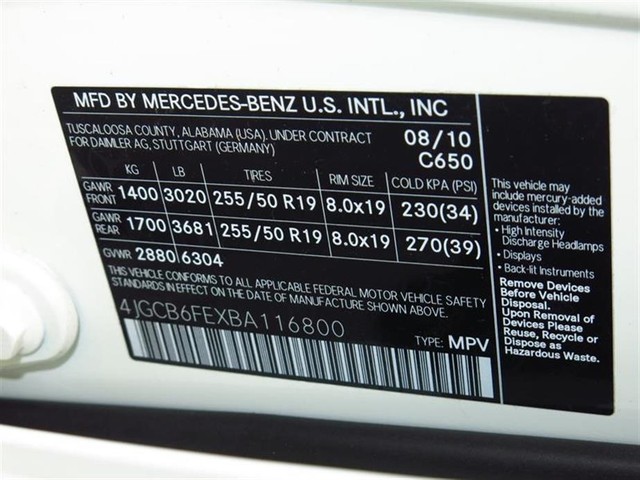 MFD BY MERCEDES-BENZ U.S. INTL., INC
TUSCALOOSA COUNTY, ALABAMA (USA). UNDER CONTRACT
FOR DAIMLER AG, STUTTGART (GERMANY)
08/10
C650
KG LB TIRES RIM SIZE COLD KPA (PSI)
GAWR FRONT 1400 3020 255/50 R19 8.0x19 230(34)
GAWR REAR 1700 3681 255/50 R19 8.0x19 270(39)
GVWR 2880 6304
THIS VEHICLE CONFORMS TO ALL APPLICABLE FEDERAL MOTOR VEHICLE SAFETY
STANDARDS IN EFFECT ON THE DATE OF MANUFACTURE SHOWN ABOVE.
4JGCB6FEXBA116800
TYPE: MPV
This vehicle may
include mercury-added
devices installed by the
manufacturer:
• High Intensity
Discharge Headlamps
• Displays
• Back-lit Instruments
Remove Devices
Before Vehicle
Disposal.
Upon Removal of
Devices Please
Reuse, Recycle or
Dispose as
Hazardous Waste.